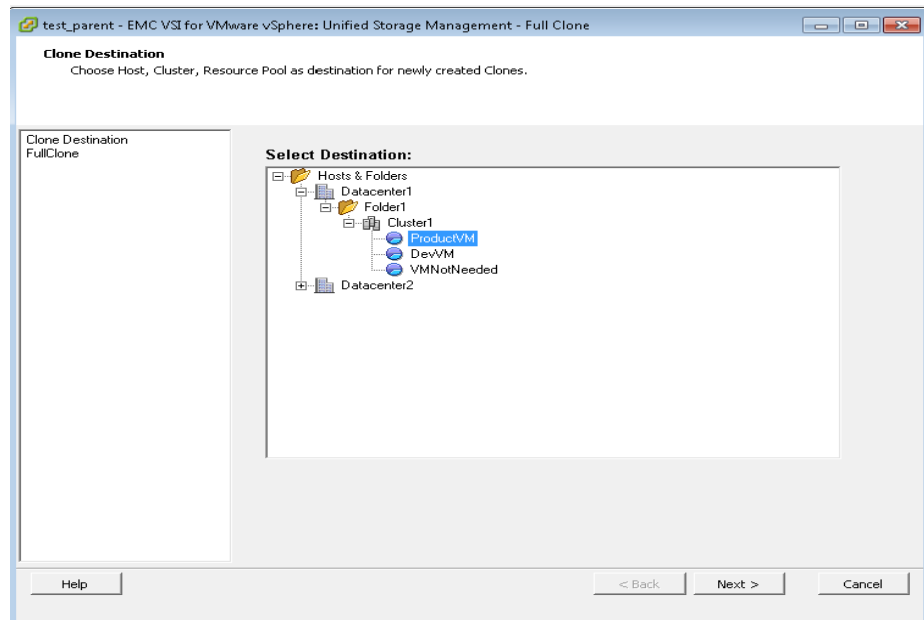 test_parent - EMC VSI for VMware vSphere: Unified Storage Management - Full Clone
Clone Destination
Choose Host, Cluster, Resource Pool as destination for newly created Clones.
Clone Destination
FullClone
Select Destination:
Hosts & Folders
Datacenter1
Folder1
Cluster1
ProductVM
DevVM
VMNotNeeded
Datacenter2
Help
< Back
Next >
Cancel